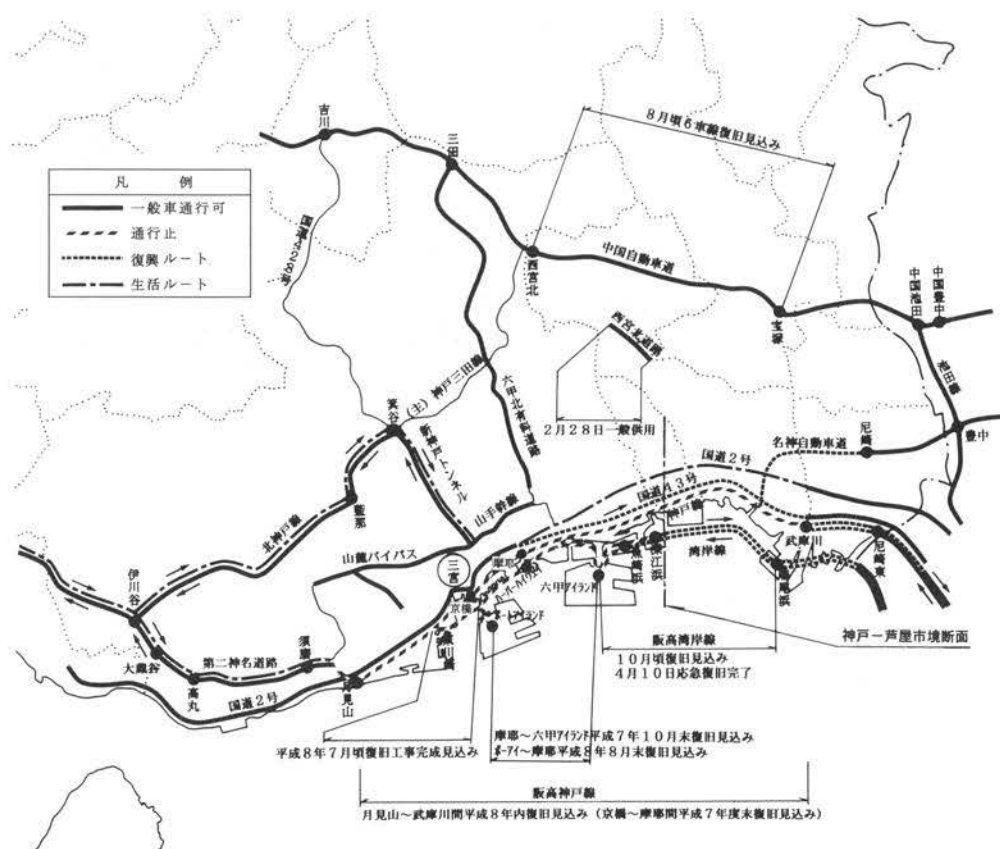 吉川
三田
8月頃6車線復旧見込み
凡 例
一般車通行可
通行止
復興ルート
生活ルート
西宮北
中国自動車道
宝塚
中国池田
中国豊中
池田線
豊中
西宮北道路
2月28日一般供用
(主)神戸三田線
六甲北有料道路
箕谷
新神戸トンネル
山手幹線
藍那
北神戸線
山麓バイパス
三宮
摩耶
京橋
ハーバーハイウェイ
ポートアイランド
六甲アイランド
魚崎浜
深江浜
湾岸線
神戸線
国道43号
国道2号
名神自動車道
尼崎
武庫川
尼崎東
尾浜
伊川谷
大蔵谷
高丸
第二神名道路
須磨
月見山
国道2号
神戸-芦屋市境断面
阪高湾岸線
10月頃復旧見込み
4月10日応急復旧完了
平成8年7月頃復旧工事完成見込み
摩耶~六甲アイランド平成7年10月末復旧見込み
ポーアイ~摩耶平成8年8月末復旧見込み
阪高神戸線
月見山~武庫川間平成8年内復旧見込み(京橋~摩耶間平成7年度末復旧見込み)